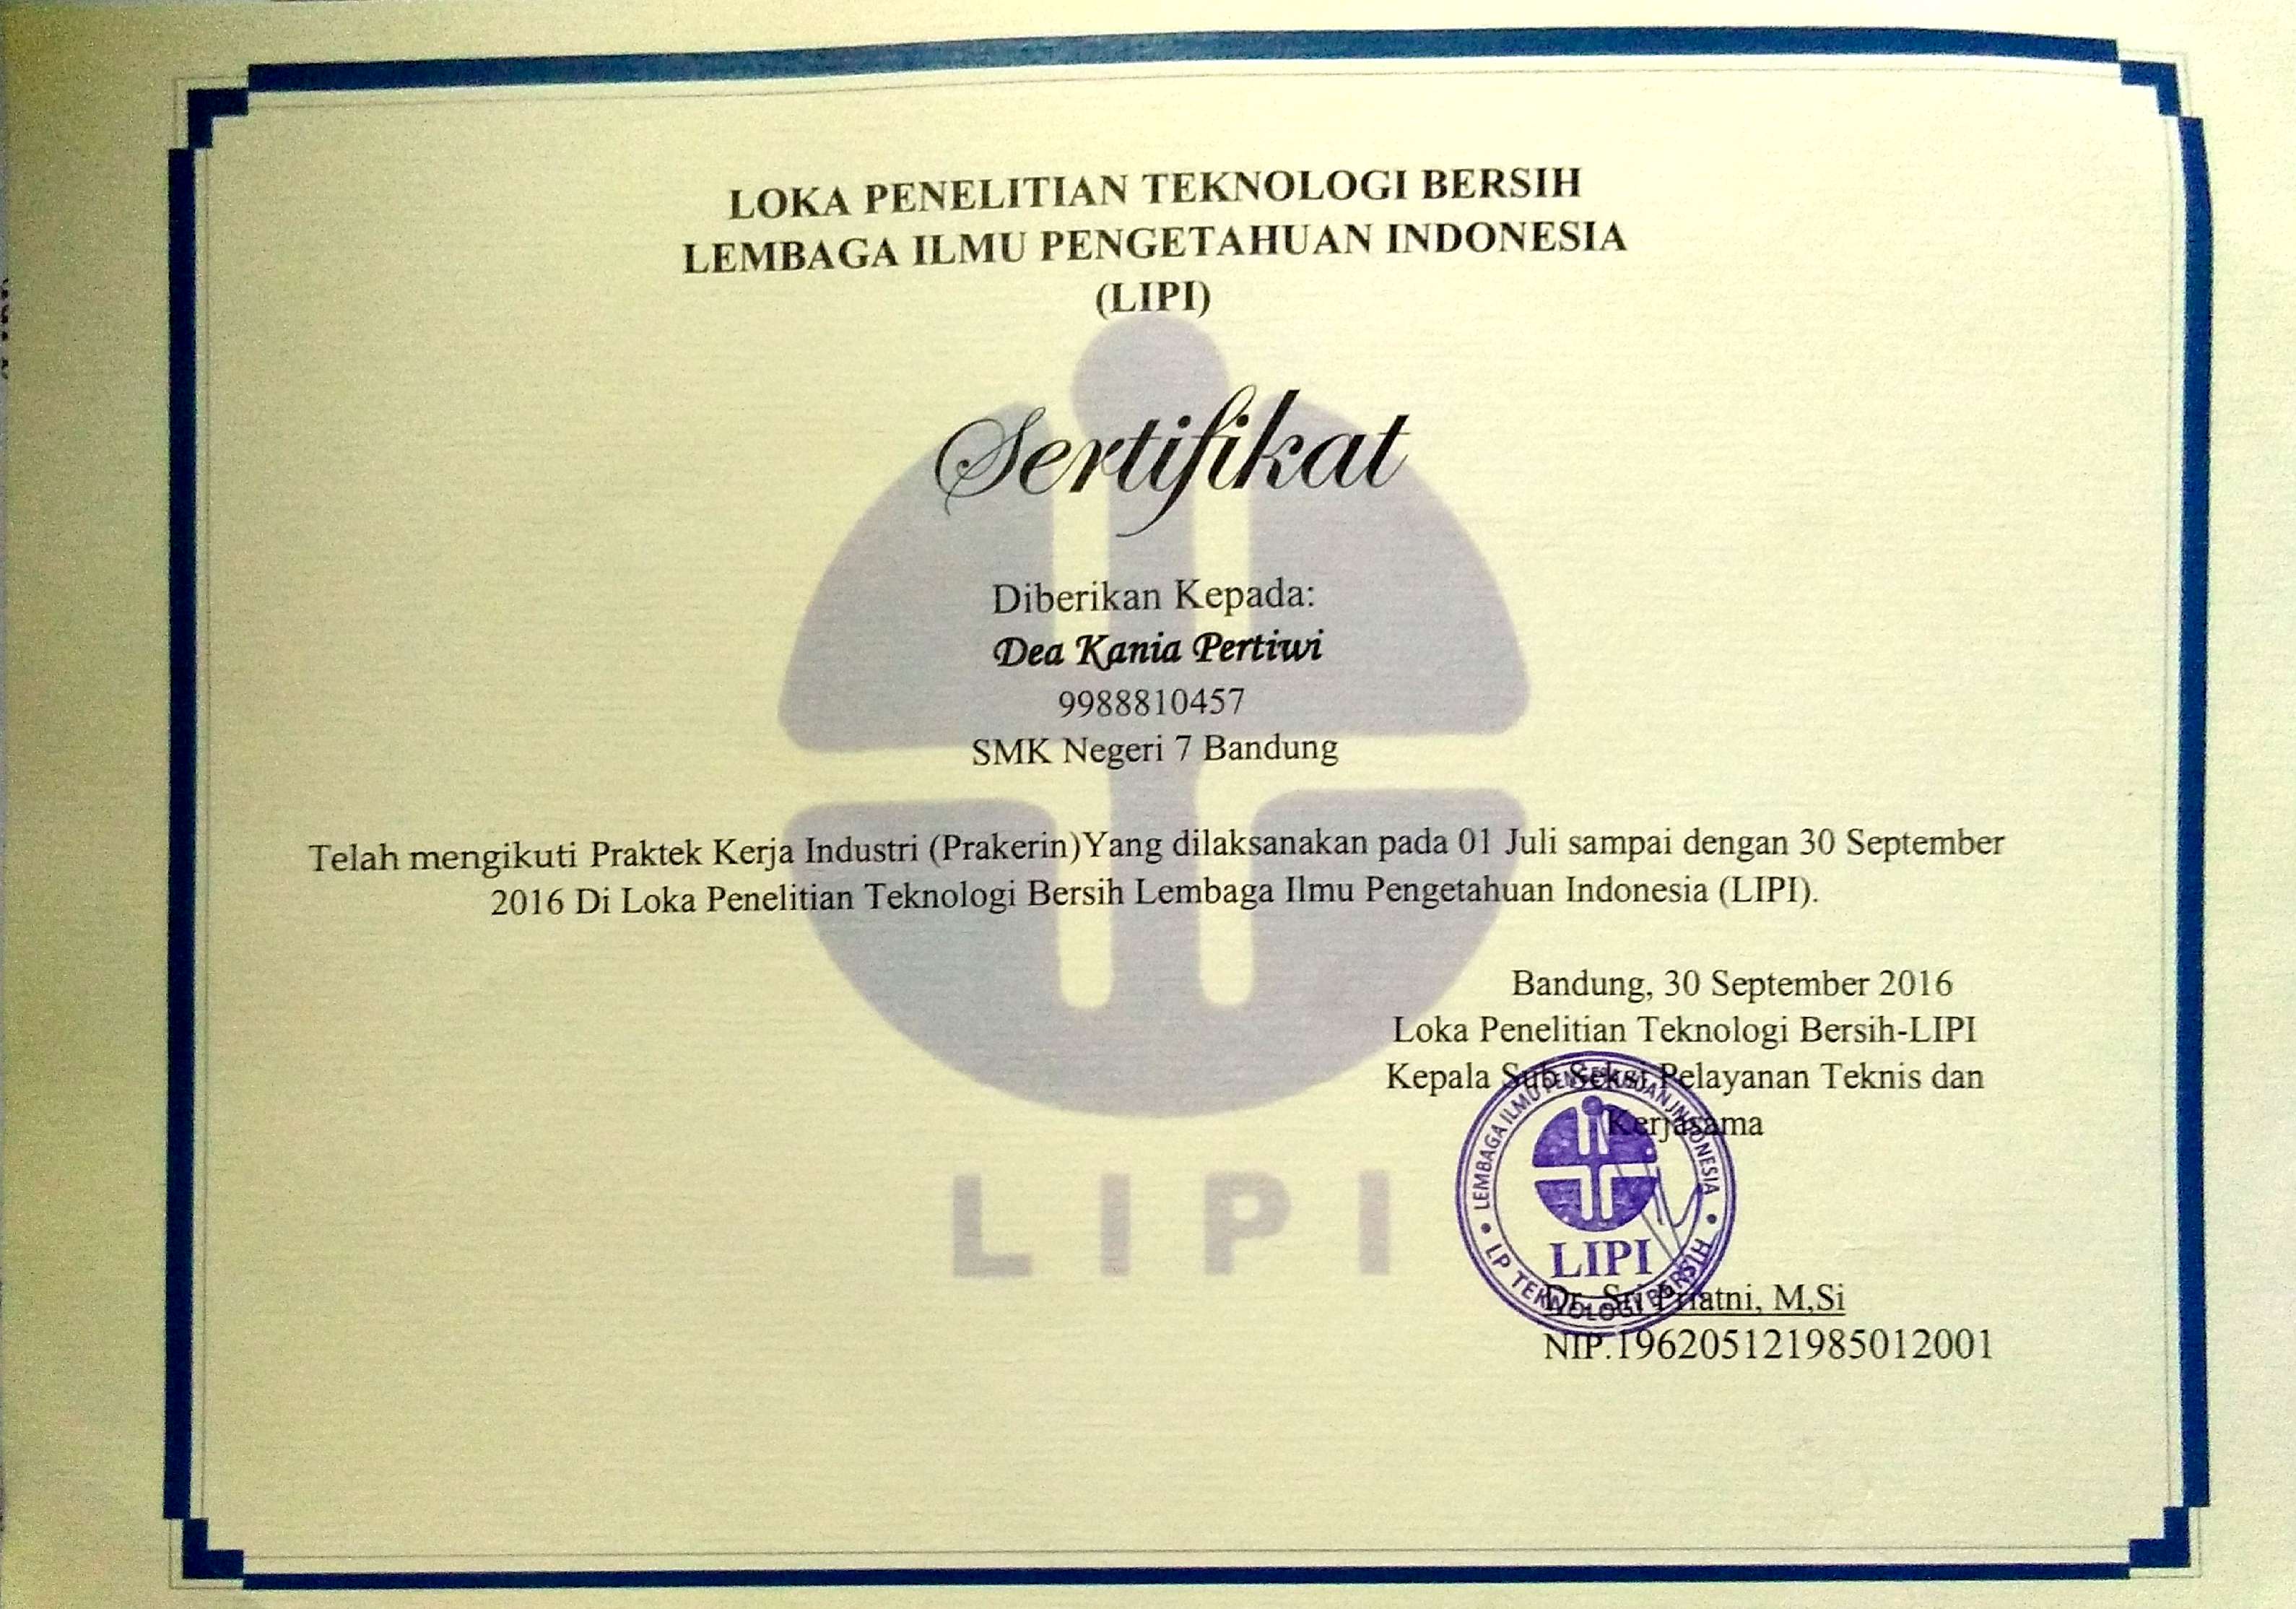 LOKA PENELITIAN TEKNOLOGI BERSIH
LEMBAGA ILMU PENGETAHUAN INDONESIA
(LIPI)
Sertifikat
Diberikan Kepada:
Dea Kania Pertiwi
9988810457
SMK Negeri 7 Bandung
Telah mengikuti Praktek Kerja Industri (Prakerin)Yang dilaksanakan pada 01 Juli sampai dengan 30 September
2016 Di Loka Penelitian Teknologi Bersih Lembaga Ilmu Pengetahuan Indonesia (LIPI).
Bandung, 30 September 2016
Loka Penelitian Teknologi Bersih-LIPI
Kepala Sub Seksi Pelayanan Teknis dan
Kerjasama
LEMBAGA ILMU PENGETAHUAN INDONESIA
LIPI
LP TEKNOLOGI BERSIH
LIPI
Dr. Sri Priatni, M,Si
NIP.196205121985012001